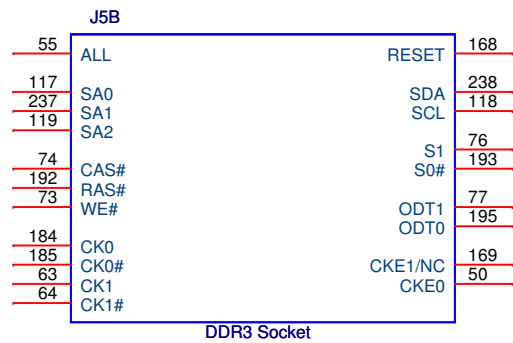 J5B
55 ALL RESET 168
117 SA0 SDA 238
237 SA1 SCL 118
119 SA2
S1 76
74 CAS# S0# 193
192 RAS#
73 WE# ODT1 77
ODT0 195
184 CK0
185 CK0# CKE1/NC 169
63 CK1 CKE0 50
64 CK1#
DDR3 Socket